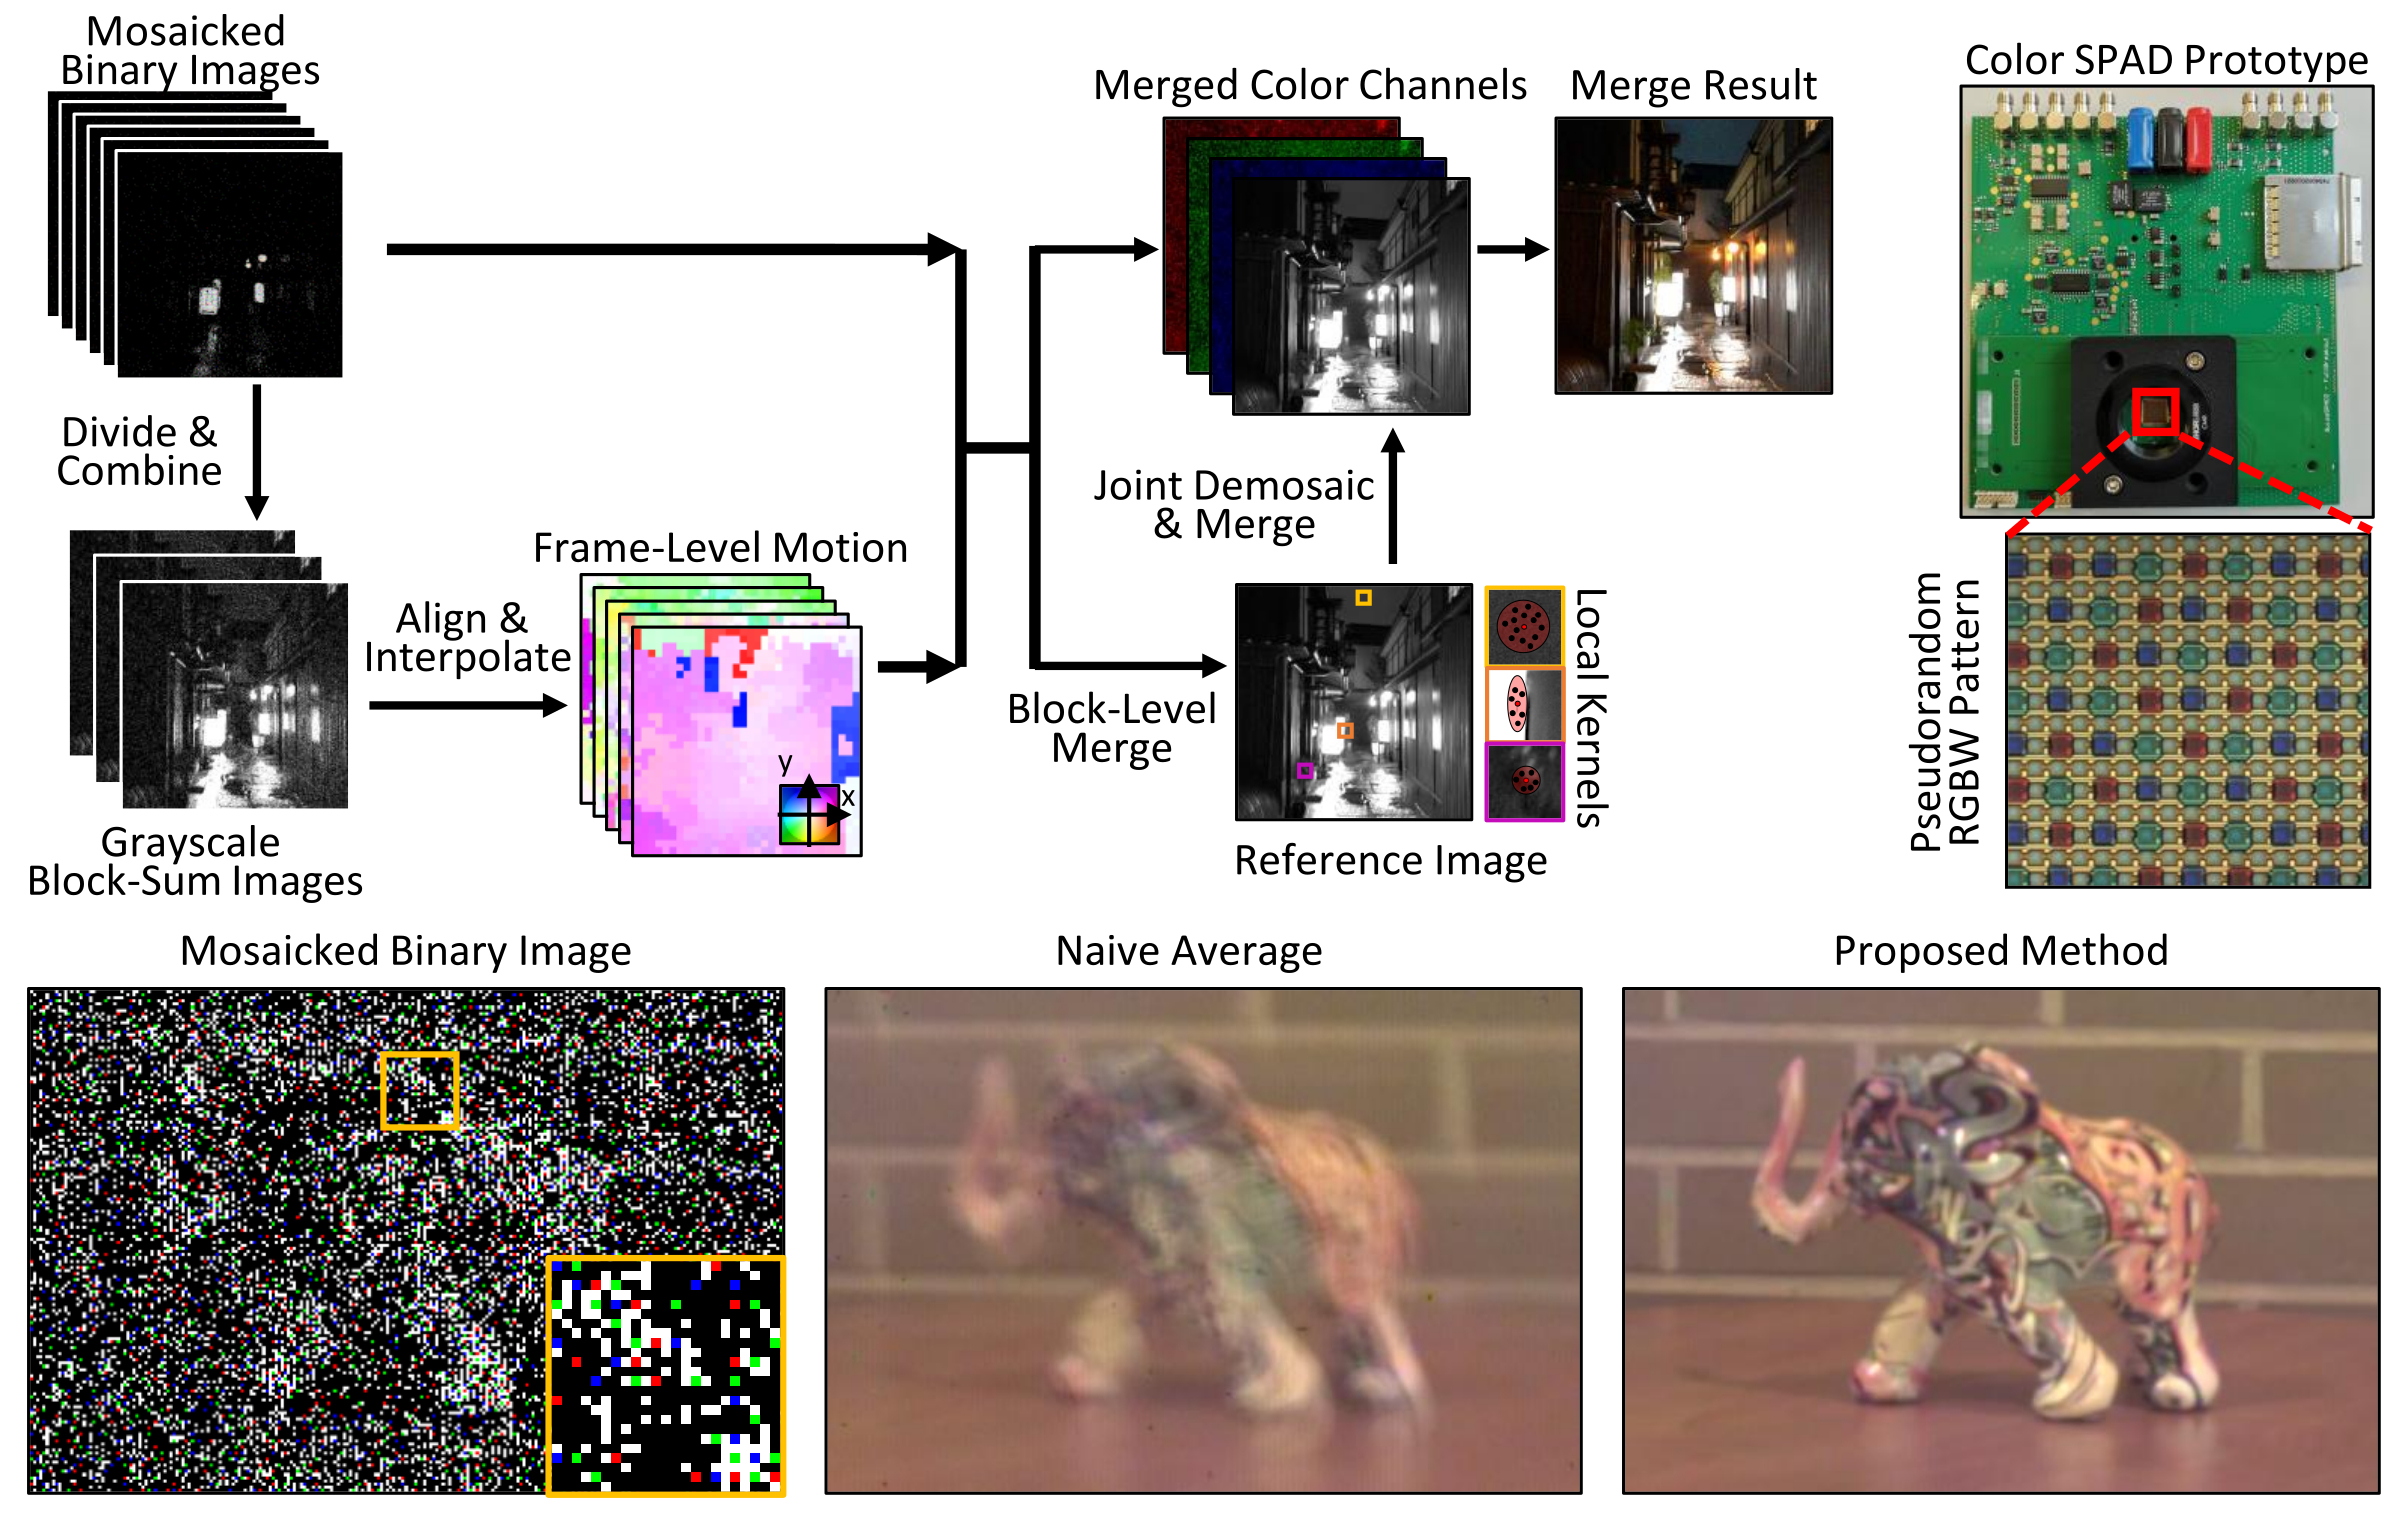 Mosaicked
Binary Images
Divide &
Combine
Grayscale
Block-Sum Images
Align &
Interpolate
Frame-Level Motion
y
x
Merged Color Channels
Merge Result
Joint Demosaic
& Merge
Block-Level
Merge
Reference Image
Local Kernels
Color SPAD Prototype
Pseudorandom
RGBW Pattern
Mosaicked Binary Image
Naive Average
Proposed Method